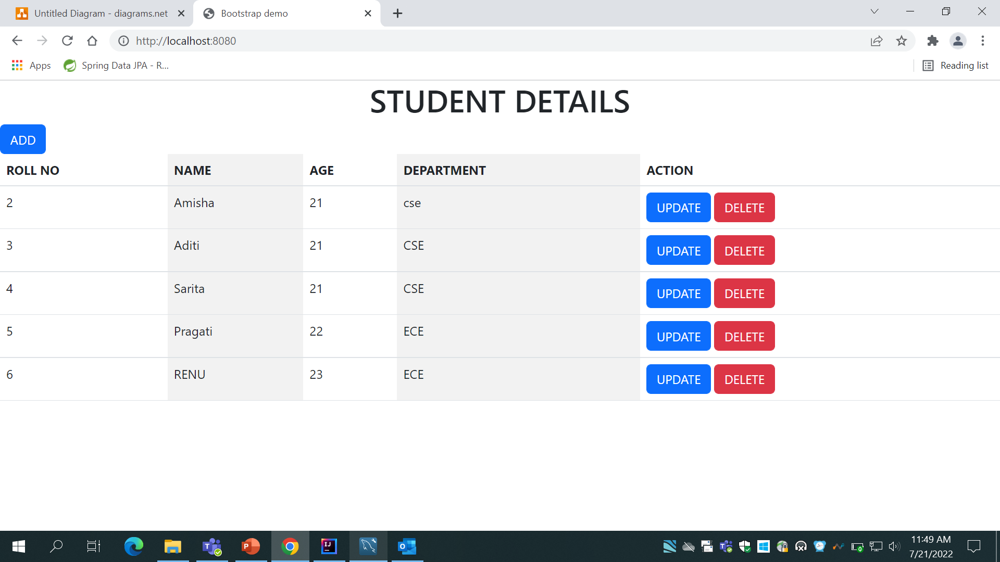 Untitled Diagram - diagrams.net
Bootstrap demo
http://localhost:8080
Apps
Spring Data JPA - R...
Reading list
STUDENT DETAILS
ADD
ROLL NO NAME AGE DEPARTMENT ACTION
2 Amisha 21 cse UPDATE DELETE
3 Aditi 21 CSE UPDATE DELETE
4 Sarita 21 CSE UPDATE DELETE
5 Pragati 22 ECE UPDATE DELETE
6 RENU 23 ECE UPDATE DELETE
11:49 AM
7/21/2022